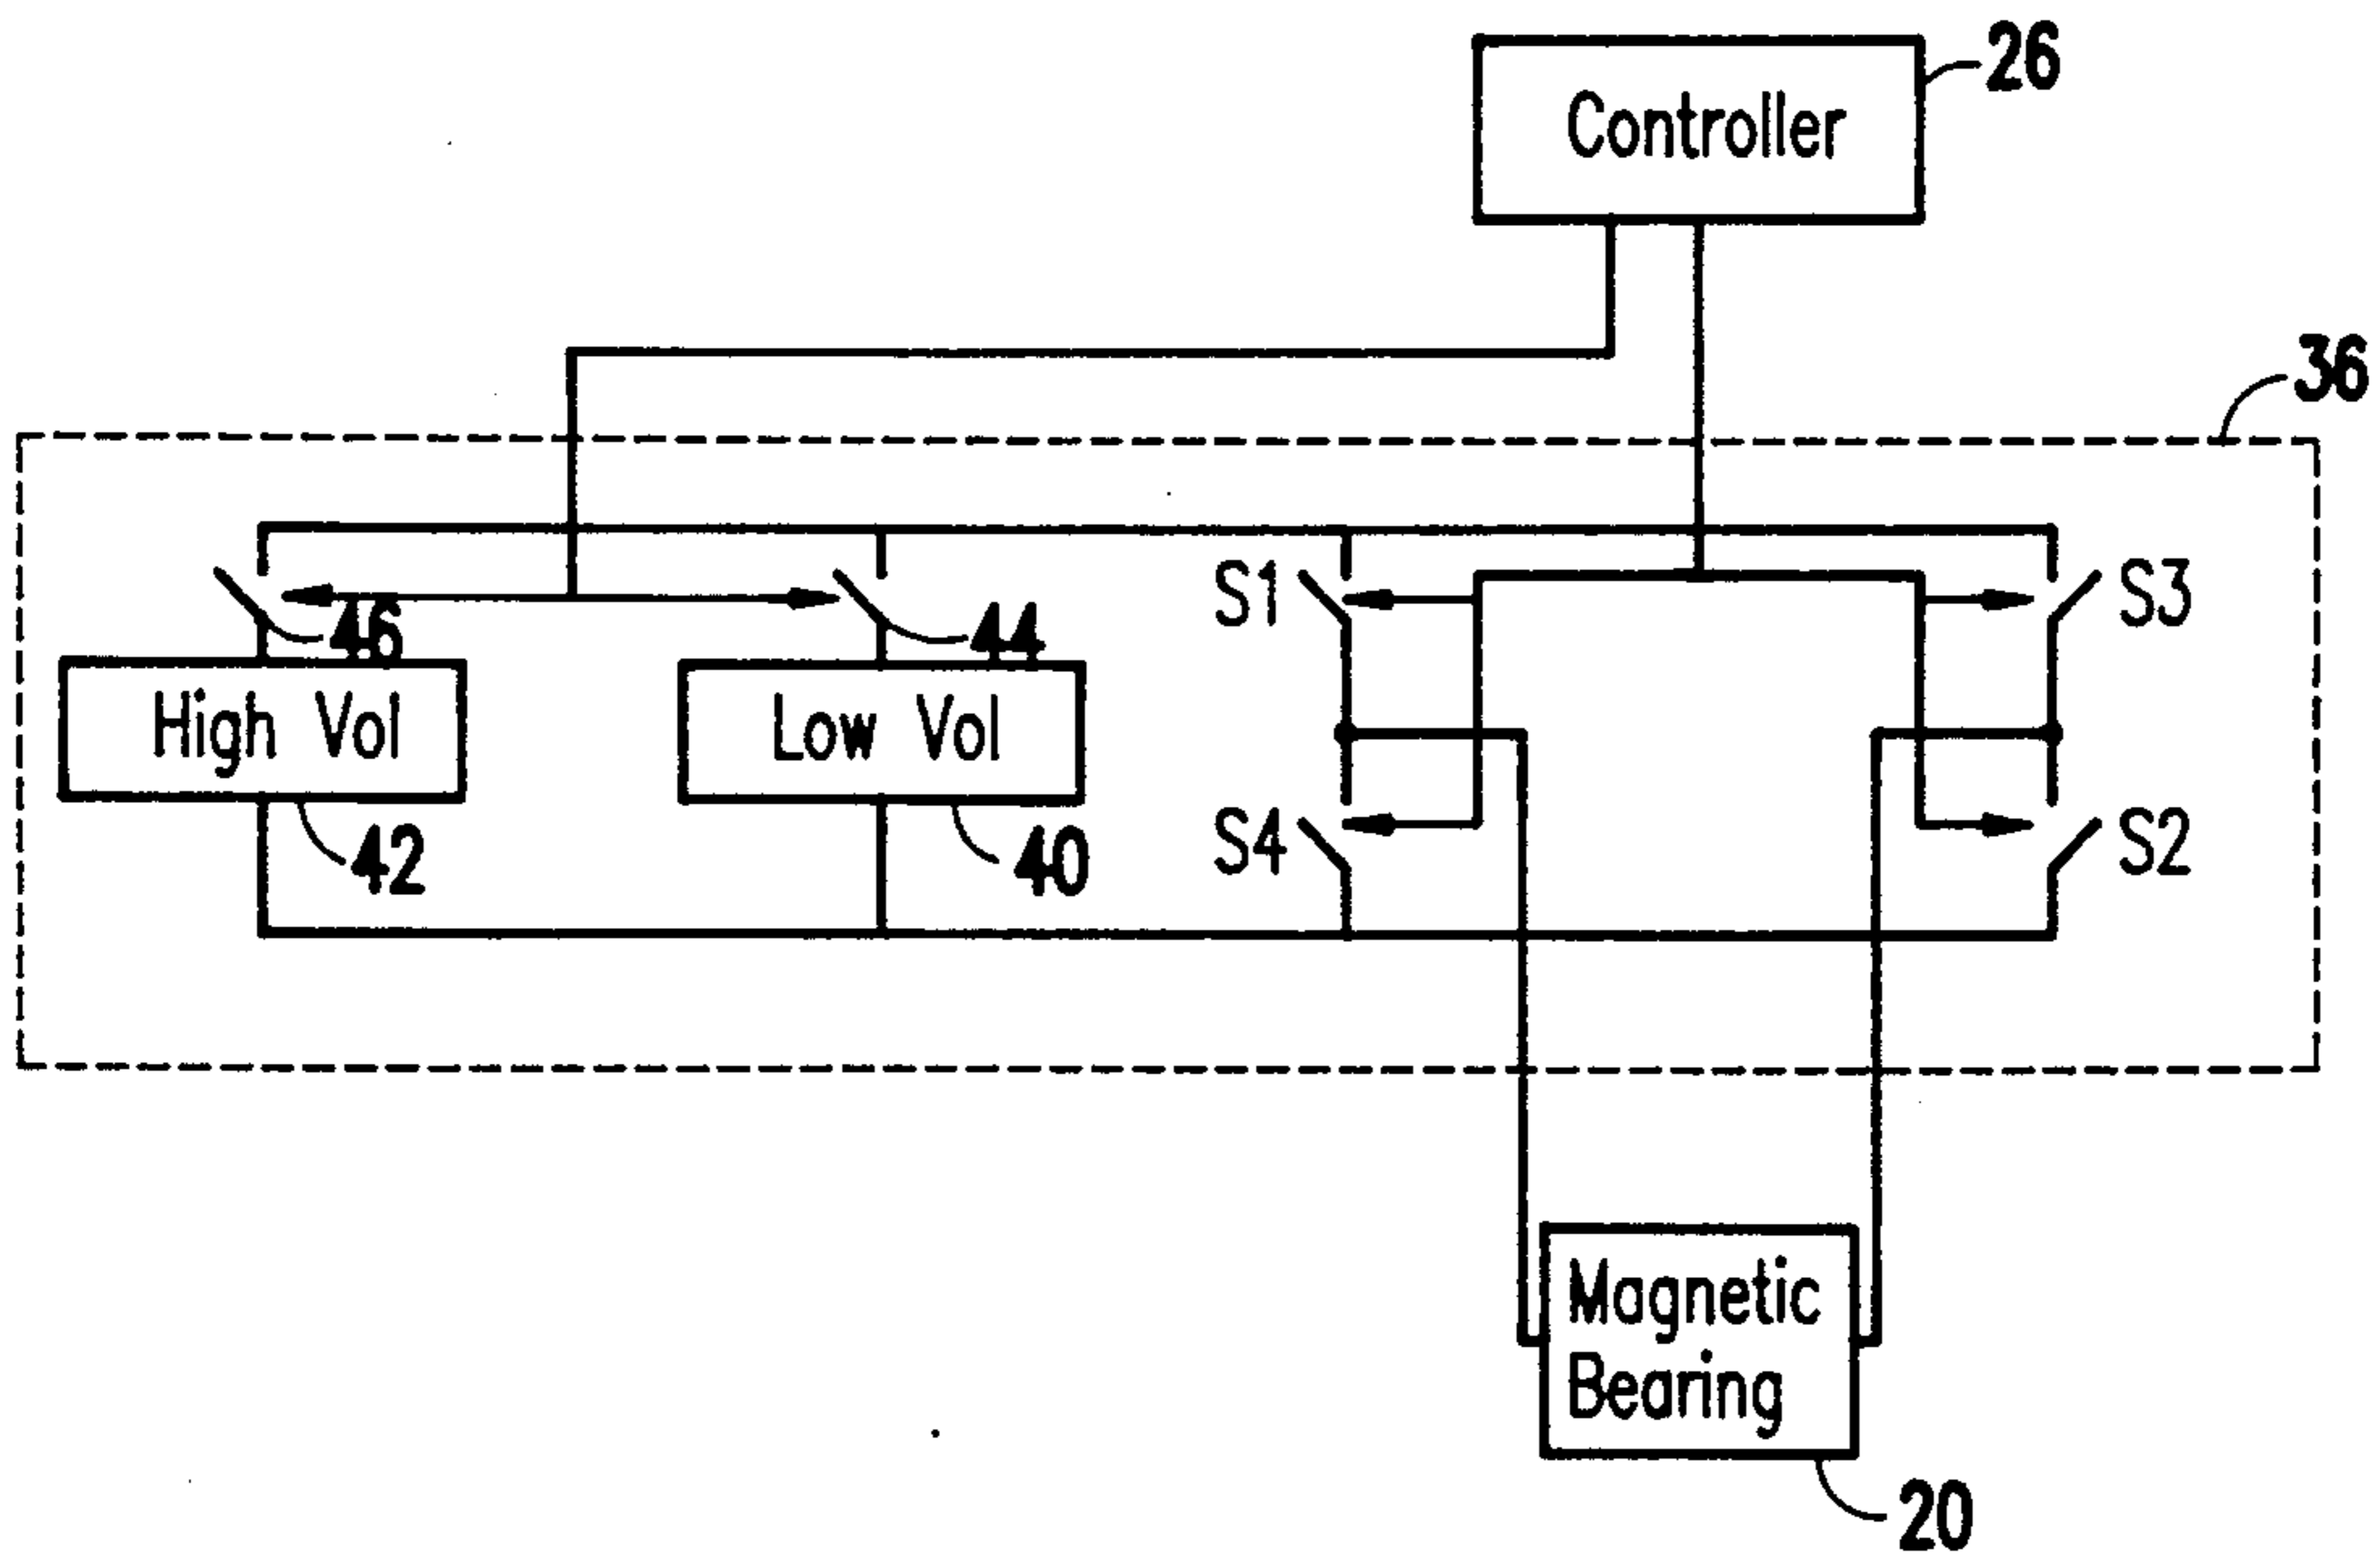 26
Controller
36
S1
S3
46
44
High Vol
Low Vol
S4
S2
42
40
Magnetic
Bearing
20